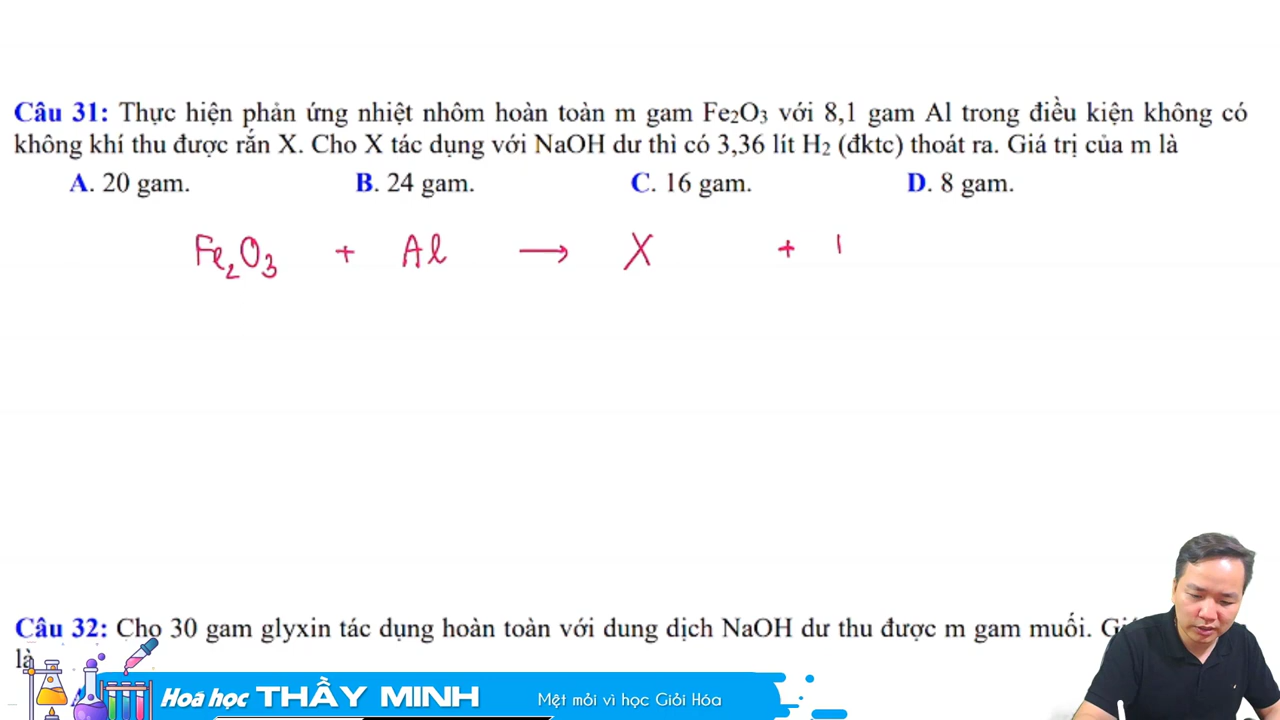 Câu 31: Thực hiện phản ứng nhiệt nhôm hoàn toàn m gam Fe₂O₃ với 8,1 gam Al trong điều kiện không có
không khí thu được rắn X. Cho X tác dụng với NaOH dư thì có 3,36 lít H₂ (đktc) thoát ra. Giá trị của m là
A. 20 gam. B. 24 gam. C. 16 gam. D. 8 gam.
Fe₂O₃ + Al → X +
Câu 32: Cho 30 gam glyxin tác dụng hoàn toàn với dung dịch NaOH dư thu được m gam muối.
là
Hoá học THẦY MINH Mệt mỏi vì học Giỏi Hóa